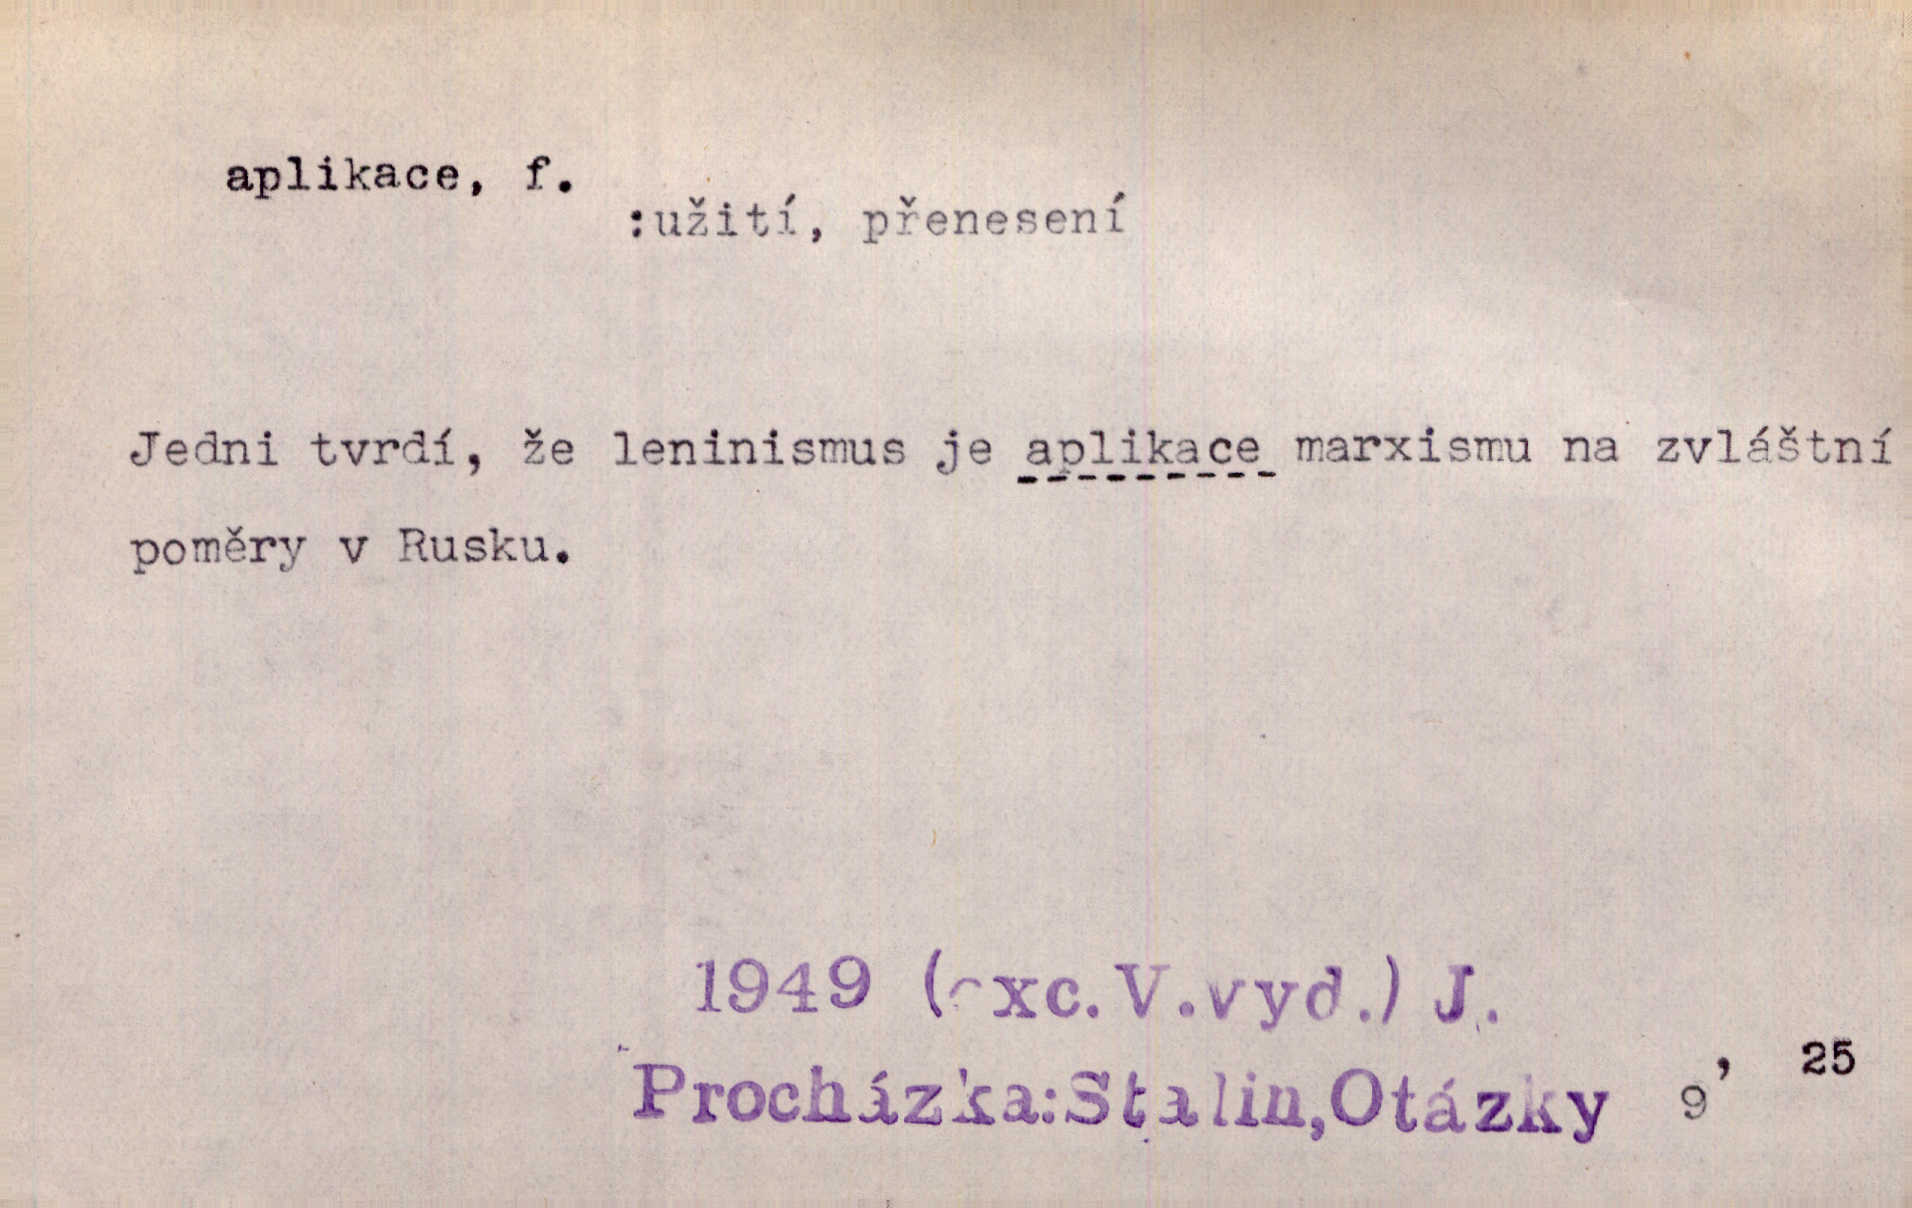 aplikace, f.
:užití, přenesení
Jedni tvrdí, že leninismus je aplikace marxismu na zvláštní
poměry v Rusku.
1949 (exc. V.vyd.) J.
Procházka:Stalin,Otázky 9, 25